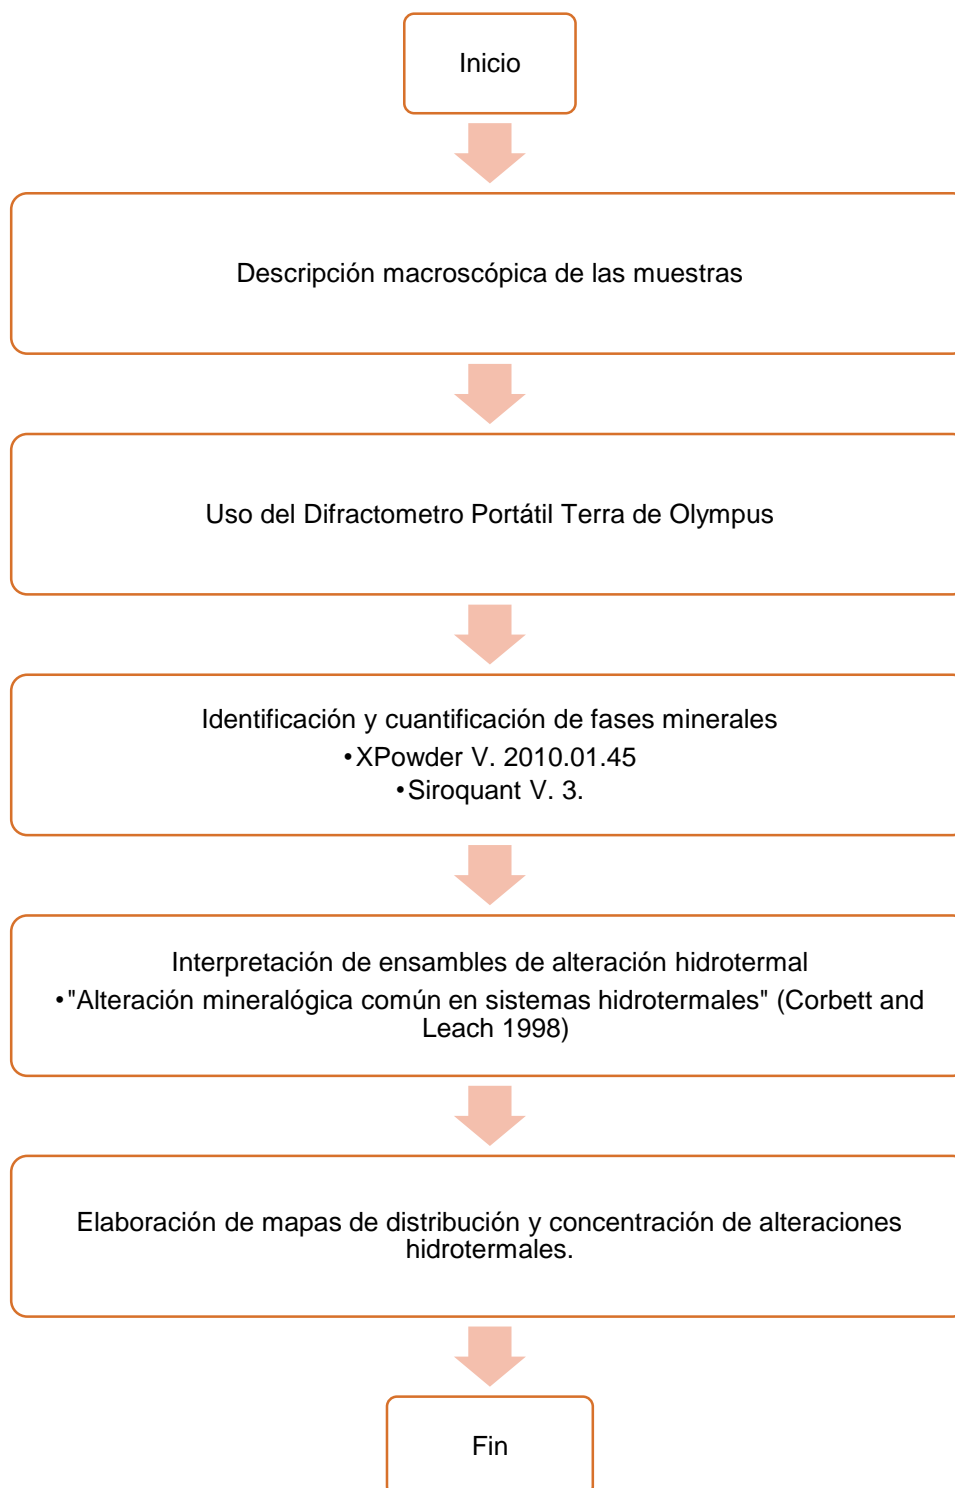 Inicio
Descripción macroscópica de las muestras
Uso del Difractometro Portátil Terra de Olympus
Identificación y cuantificación de fases minerales
•XPowder V. 2010.01.45
•Siroquant V. 3.
Interpretación de ensambles de alteración hidrotermal
•"Alteración mineralógica común en sistemas hidrotermales" (Corbett and
Leach 1998)
Elaboración de mapas de distribución y concentración de alteraciones
hidrotermales.
Fin